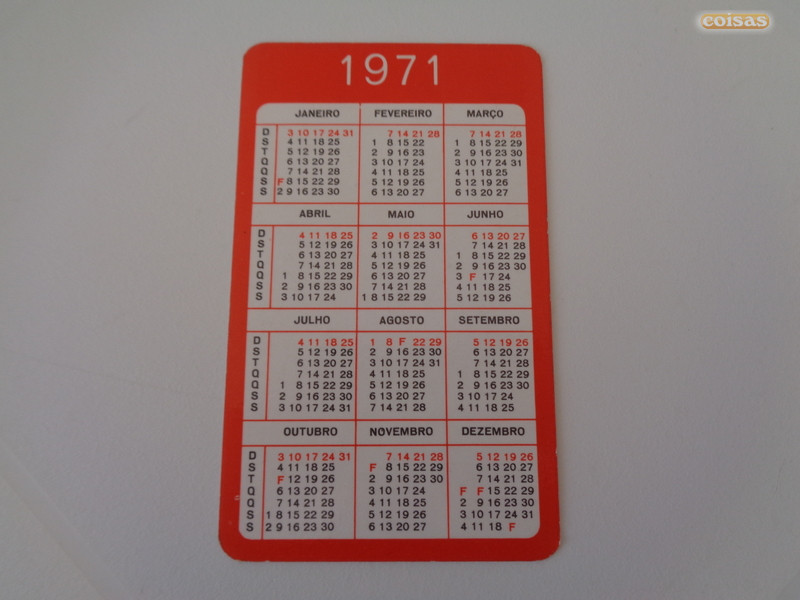 coisas
1971
JANEIRO FEVEREIRO MARÇO
D 3 10 17 24 31 7 14 21 28 7 14 21 28
S 4 11 18 25 1 8 15 22 1 8 15 22 29
T 5 12 19 26 2 9 16 23 2 9 16 23 30
Q 6 13 20 27 3 10 17 24 3 10 17 24 31
Q 7 14 21 28 4 11 18 25 4 11 18 25
S F 8 15 22 29 5 12 19 26 5 12 19 26
S 2 9 16 23 30 6 13 20 27 6 13 20 27
ABRIL MAIO JUNHO
D 4 11 18 25 2 9 16 23 30 6 13 20 27
S 5 12 19 26 3 10 17 24 31 7 14 21 28
T 6 13 20 27 4 11 18 25 1 8 15 22 29
Q 7 14 21 28 5 12 19 26 2 9 16 23 30
Q 1 8 15 22 29 6 13 20 27 3 F 17 24
S 2 9 16 23 30 7 14 21 28 4 11 18 25
S 3 10 17 24 1 8 15 22 29 5 12 19 26
JULHO AGOSTO SETEMBRO
D 4 11 18 25 1 8 F 22 29 5 12 19 26
S 5 12 19 26 2 9 16 23 30 6 13 20 27
T 6 13 20 27 3 10 17 24 31 7 14 21 28
Q 7 14 21 28 4 11 18 25 1 8 15 22 29
Q 1 8 15 22 29 5 12 19 26 2 9 16 23 30
S 2 9 16 23 30 6 13 20 27 3 10 17 24
S 3 10 17 24 31 7 14 21 28 4 11 18 25
OUTUBRO NOVEMBRO DEZEMBRO
D 3 10 17 24 31 7 14 21 28 5 12 19 26
S 4 11 18 25 F 8 15 22 29 6 13 20 27
T F 12 19 26 2 9 16 23 30 7 14 21 28
Q 6 13 20 27 3 10 17 24 F F 15 22 29
Q 7 14 21 28 4 11 18 25 2 9 16 23 30
S 1 8 15 22 29 5 12 19 26 3 10 17 24 31
S 2 9 16 23 30 6 13 20 27 4 11 18 F